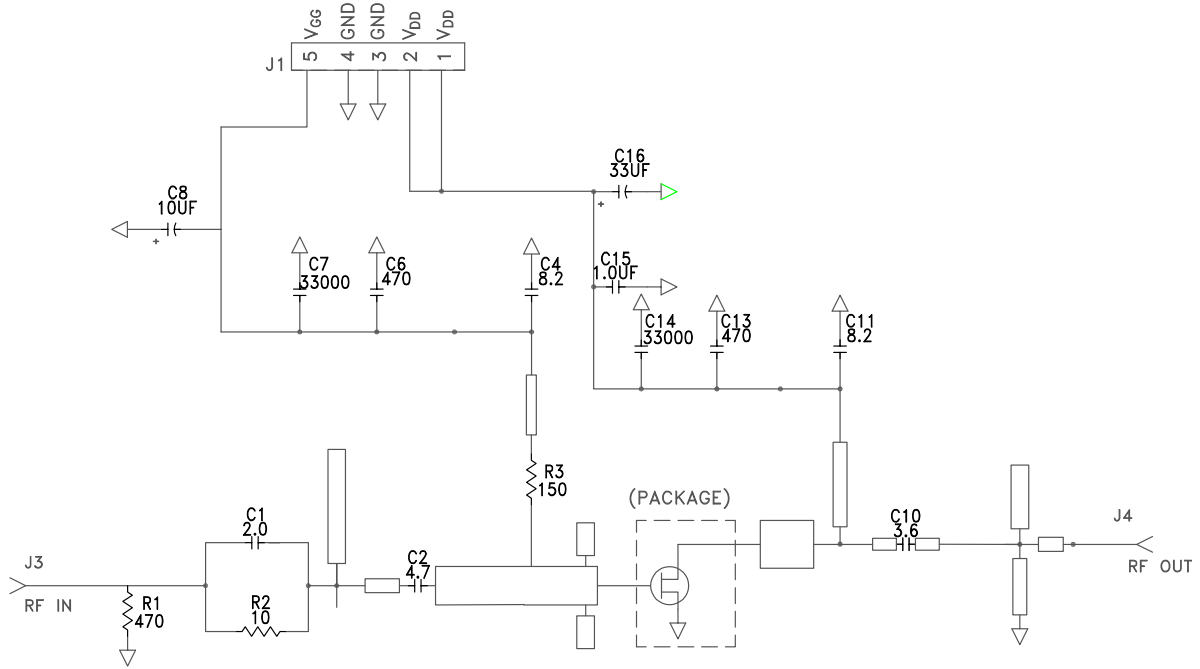 VGG
GND
GND
VDD
VDD
5
4
3
2
1
J1
C16
33UF
+
C8
10UF
+
C7
33000
C6
470
C4
8.2
C15
1.0UF
C14
33000
C13
470
C11
8.2
R3
150
(PACKAGE)
C1
2.0
C10
3.6
J4
RF OUT
J3
RF IN
C2
4.7
R1
470
R2
10